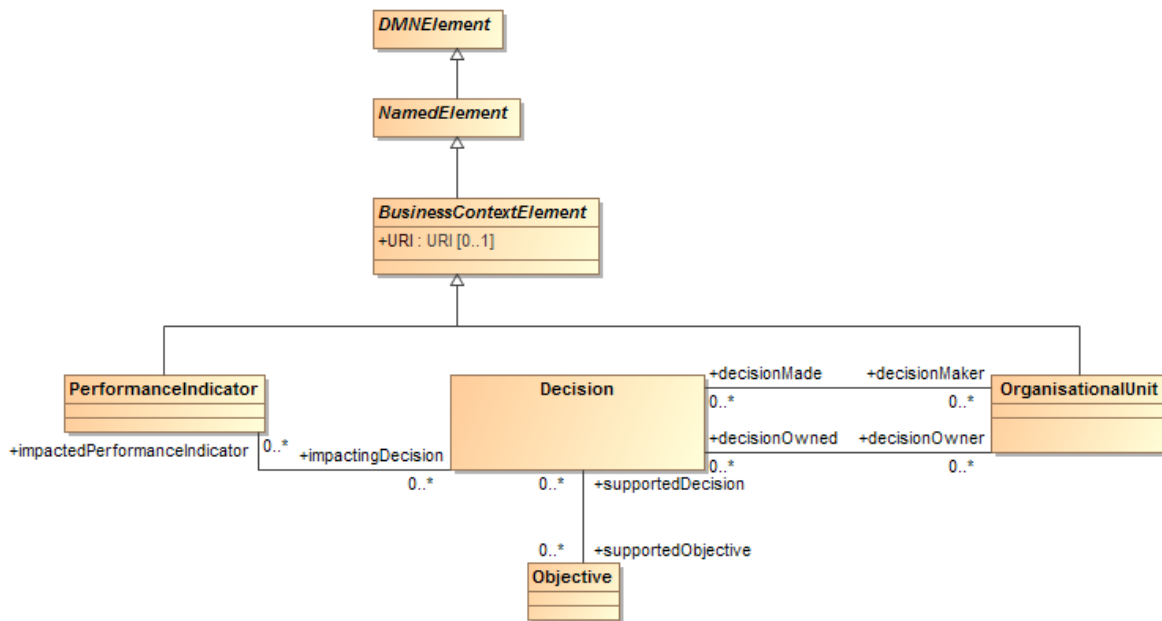 DMNElement
NamedElement
BusinessContextElement
+URI : URI [0..1]
PerformanceIndicator
Decision
+decisionMade
+decisionMaker
OrganisationalUnit
0..*
0..*
+impactedPerformanceIndicator
0..*
+impactingDecision
+decisionOwned
+decisionOwner
0..*
0..*
0..*
0..*
+supportedDecision
0..*
+supportedObjective
Objective